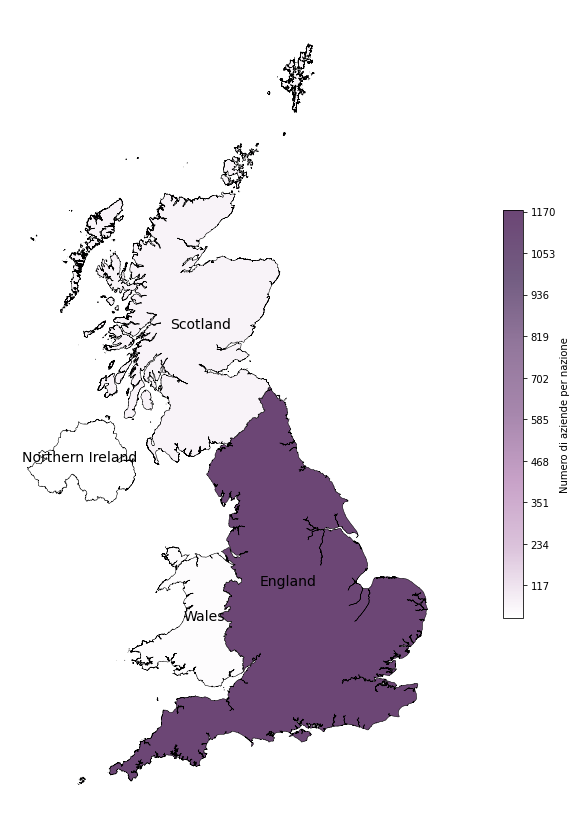 Scotland
Northern Ireland
England
Wales
1170
1053
936
819
702
585
468
351
234
117
Numero di aziende per nazione